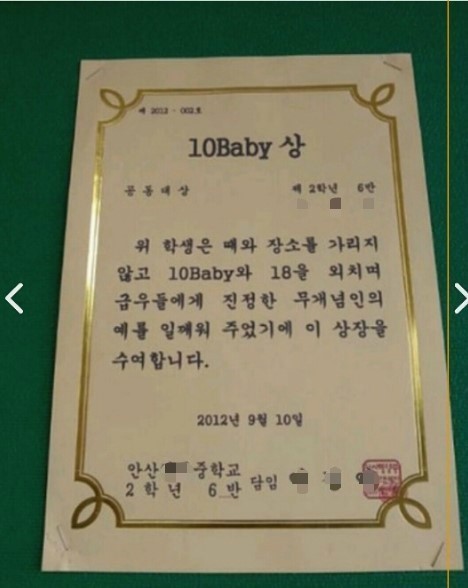 제 2012 - 002호
10Baby 상
공동대상
제 2학년 6반
위 학생은 때와 장소를 가리지
않고 10Baby와 18을 외치며
급우들에게 진정한 무개념인의
예를 일깨워 주었기에 이 상장을
수여합니다.
2012년 9월 10일
안산 중학교
2 학 년 6 반 담임